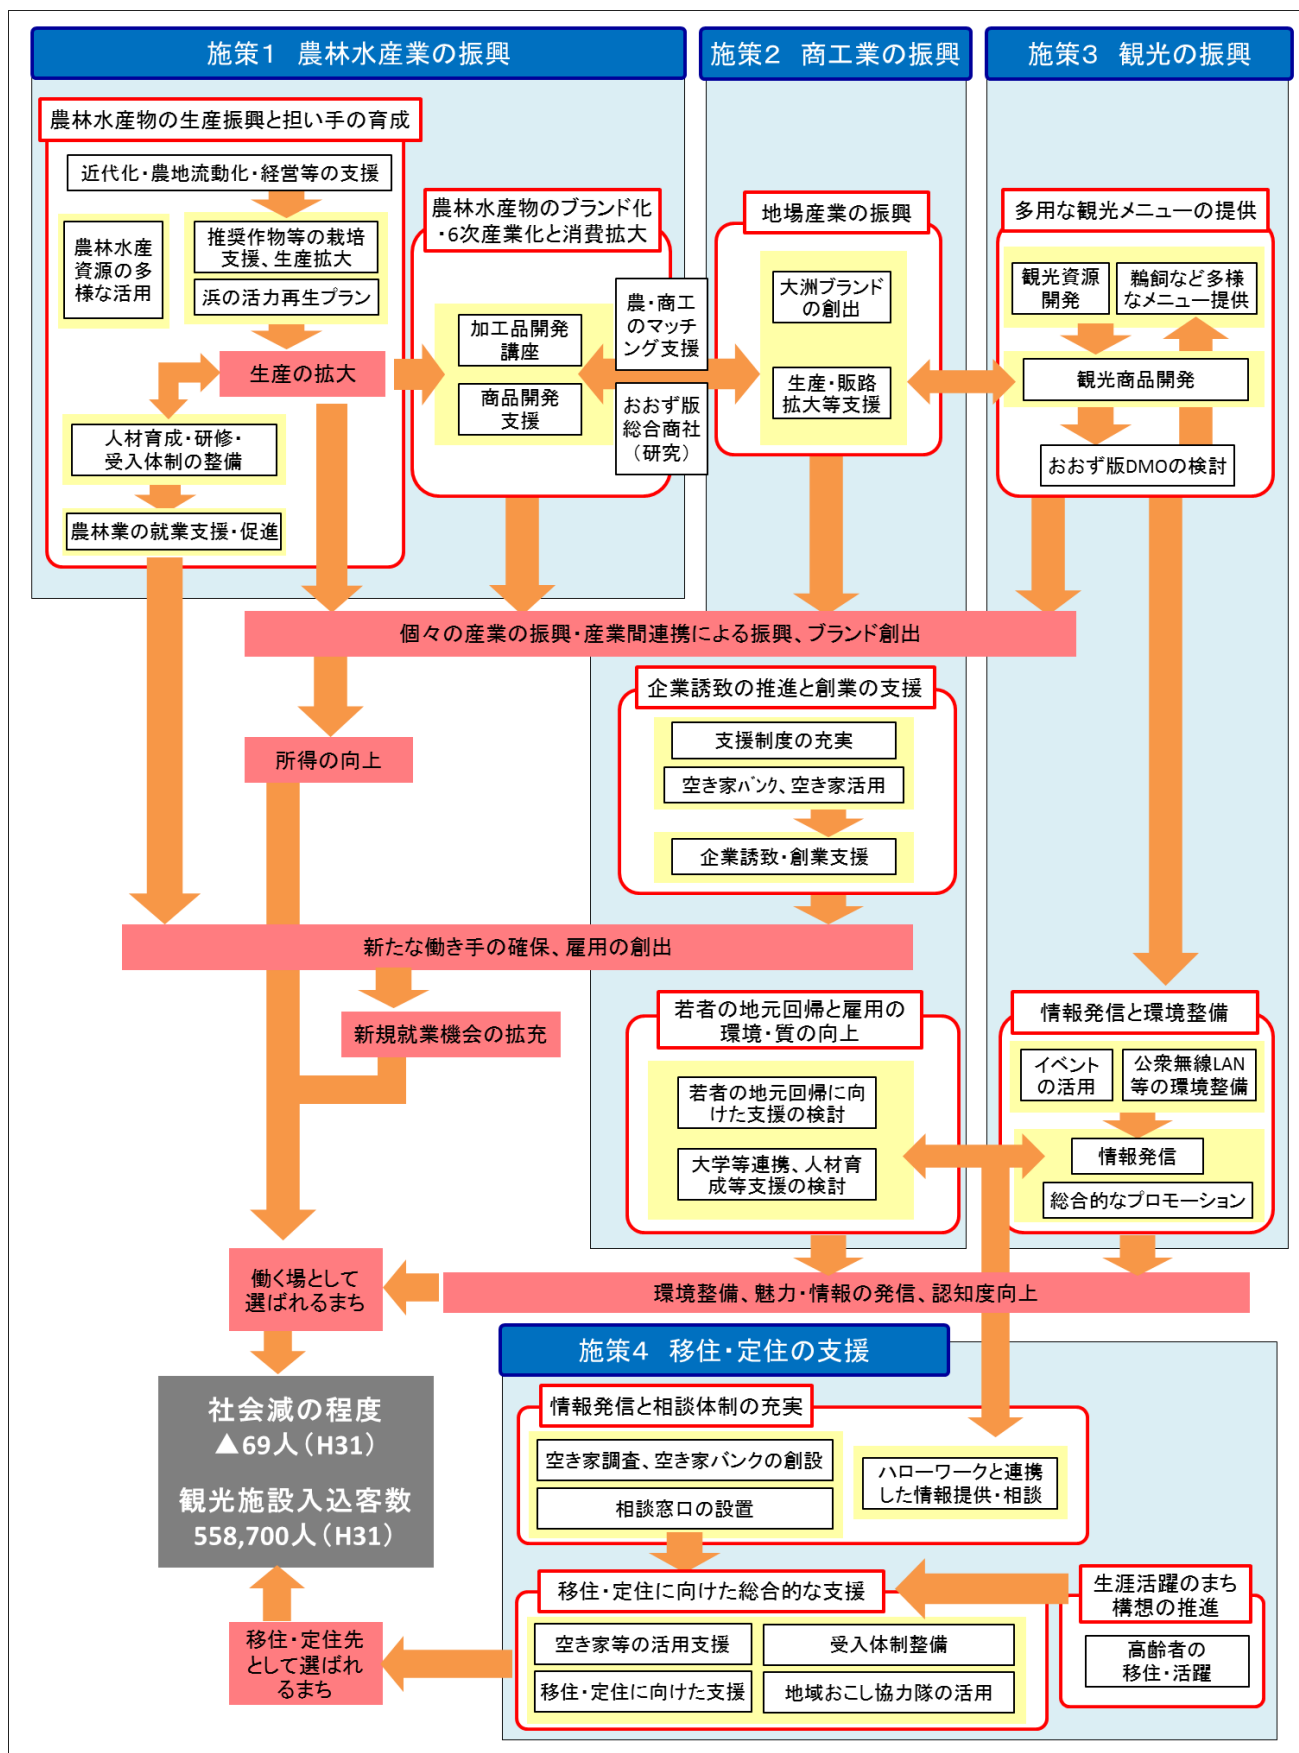 施策1　農林水産業の振興
施策2　商工業の振興
施策3　観光の振興
農林水産物の生産振興と担い手の育成
近代化・農地流動化・経営等の支援
農林水産
資源の多
様な活用
推奨作物等の栽培
支援、生産拡大
浜の活力再生プラン
生産の拡大
人材育成・研修・
受入体制の整備
農林業の就業支援・促進
農林水産物のブランド化
・6次産業化と消費拡大
加工品開発
講座
商品開発
支援
農・商工
のマッチ
ング支援
おおず版
総合商社
（研究）
地場産業の振興
大洲ブランド
の創出
生産・販路
拡大等支援
多用な観光メニューの提供
観光資源
開発
鵜飼など多様
なメニュー提供
観光商品開発
おおず版DMOの検討
個々の産業の振興・産業間連携による振興、ブランド創出
企業誘致の推進と創業の支援
支援制度の充実
空き家ﾊﾞﾝｸ、空き家活用
企業誘致・創業支援
所得の向上
新たな働き手の確保、雇用の創出
新規就業機会の拡充
若者の地元回帰と雇用の
環境・質の向上
若者の地元回帰に向
けた支援の検討
大学等連携、人材育
成等支援の検討
情報発信と環境整備
イベント
の活用
公衆無線LAN
等の環境整備
情報発信
総合的なプロモーション
働く場として
選ばれるまち
環境整備、魅力・情報の発信、認知度向上
施策4　移住・定住の支援
情報発信と相談体制の充実
空き家調査、空き家バンクの創設
相談窓口の設置
ハローワークと連携
した情報提供・相談
社会減の程度
▲69人（H31）
観光施設入込客数
558,700人（H31）
移住・定住に向けた総合的な支援
空き家等の活用支援
受入体制整備
移住・定住に向けた支援
地域おこし協力隊の活用
生涯活躍のまち
構想の推進
高齢者の
移住・活躍
移住・定住先
として選ばれ
るまち